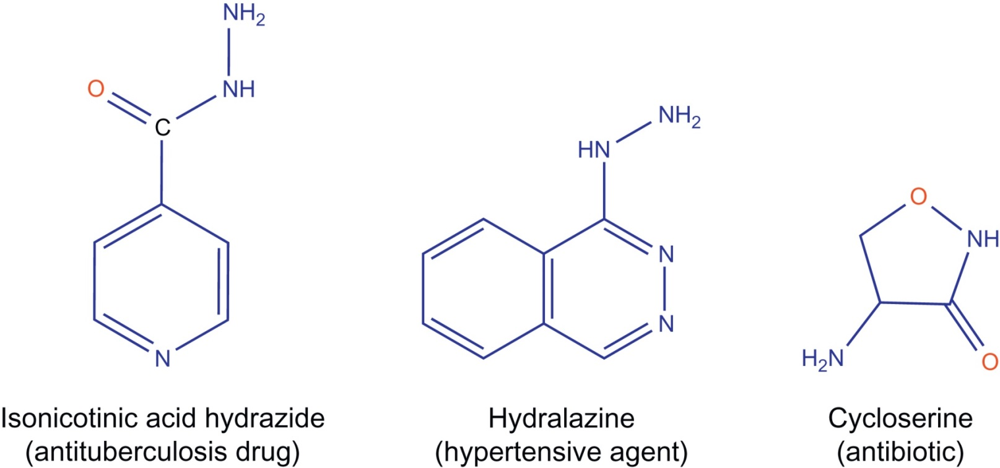 NH2
O
NH
C
N
Isonicotinic acid hydrazide
(antituberculosis drug)
NH2
HN
N
N
Hydralazine
(hypertensive agent)
O
NH
H2N
O
Cycloserine
(antibiotic)